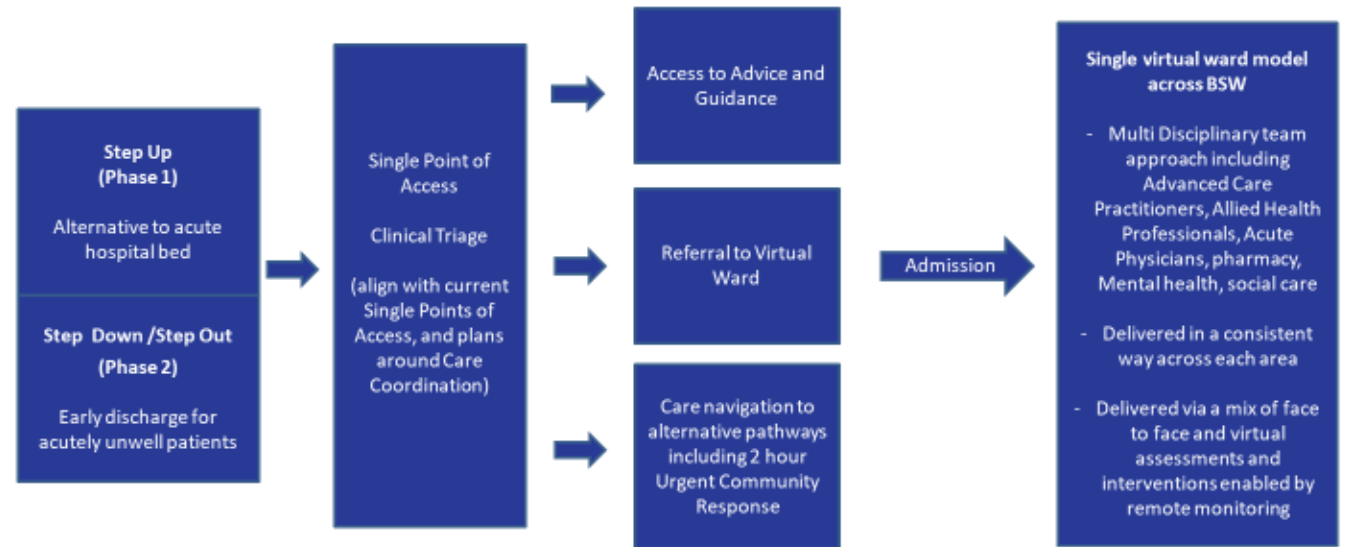 Step Up
(Phase 1)
Alternative to acute
hospital bed
Step Down /Step Out
(Phase 2)
Early discharge for
acutely unwell patients
Single Point of
Access
Clinical Triage
(align with current
Single Points of
Access, and plans
around Care
Coordination)
Access to Advice and
Guidance
Referral to Virtual
Ward
Care navigation to
alternative pathways
including 2 hour
Urgent Community
Response
Admission
Single virtual ward model
across BSW
- Multi Disciplinary team
approach including
Advanced Care
Practitioners, Allied Health
Professionals, Acute
Physicians, pharmacy,
Mental health, social care
- Delivered in a consistent
way across each area
- Delivered via a mix of face
to face and virtual
assessments and
interventions enabled by
remote monitoring